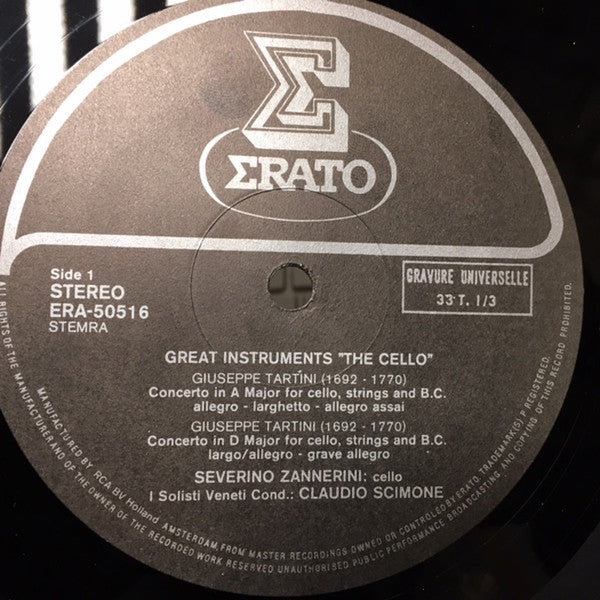 Σ
ΣRATO
Side 1
STEREO
ERA-50516
STEMRA
GRAVURE UNIVERSELLE
33 T. 1/3
GREAT INSTRUMENTS "THE CELLO"
GIUSEPPE TARTINI (1692 - 1770)
Concerto in A Major for cello, strings and B.C.
allegro - larghetto - allegro assai
GIUSEPPE TARTINI (1692 - 1770)
Concerto in D Major for cello, strings and B.C.
largo/allegro - grave allegro
SEVERINO ZANNERINI: cello
I Solisti Veneti Cond.: CLAUDIO SCIMONE
MANUFACTURED BY RCA BV Holland AMSTERDAM, FROM MASTER RECORDINGS OWNED OR CONTROLED BY ERATO, TRADEMARK(S) P REGISTERED.
ALL RIGHTS OF THE MANUFACTURER AND OF THE OWNER OF THE RECORDED WORK RESERVED UNAUTHORISED PUBLIC PERFORMANCE BROADCASTING AND COPYING OF THIS RECORD PROHIBITED.